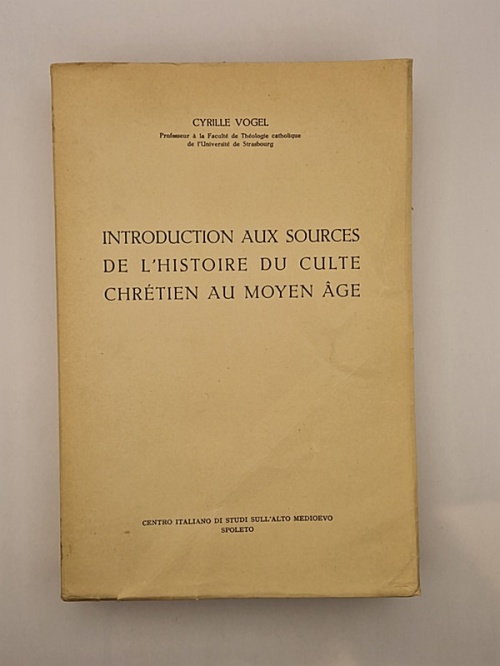 CYRILLE VOGEL
Professeur à la Faculté de Théologie catholique
de l'Université de Strasbourg
INTRODUCTION AUX SOURCES
DE L'HISTOIRE DU CULTE
CHRÉTIEN AU MOYEN ÂGE
CENTRO ITALIANO DI STUDI SULL'ALTO MEDIOEVO
SPOLETO